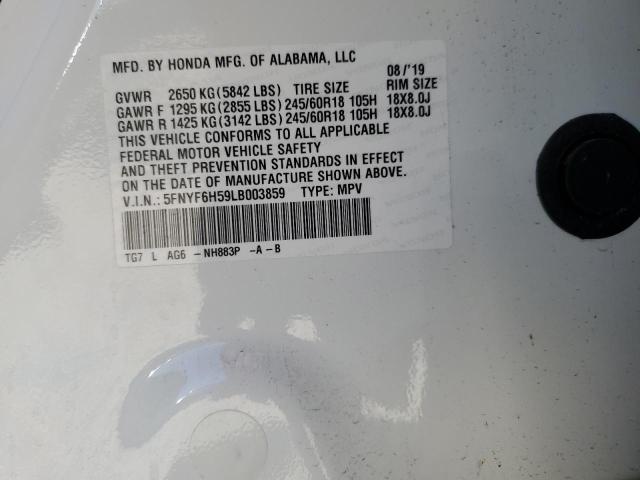 MFD. BY HONDA MFG. OF ALABAMA, LLC
08/'19
GVWR 2650 KG(5842 LBS) TIRE SIZE RIM SIZE
GAWR F 1295 KG(2855 LBS)245/60R18 105H 18X8.0J
GAWR R 1425 KG(3142 LBS)245/60R18 105H 18X8.0J
THIS VEHICLE CONFORMS TO ALL APPLICABLE
FEDERAL MOTOR VEHICLE SAFETY
AND THEFT PREVENTION STANDARDS IN EFFECT
ON THE DATE OF MANUFACTURE SHOWN ABOVE.
V.I.N.: 5FNYF6H59LB003859 TYPE: MPV
TG7 L AG6 -NH883P -A-B